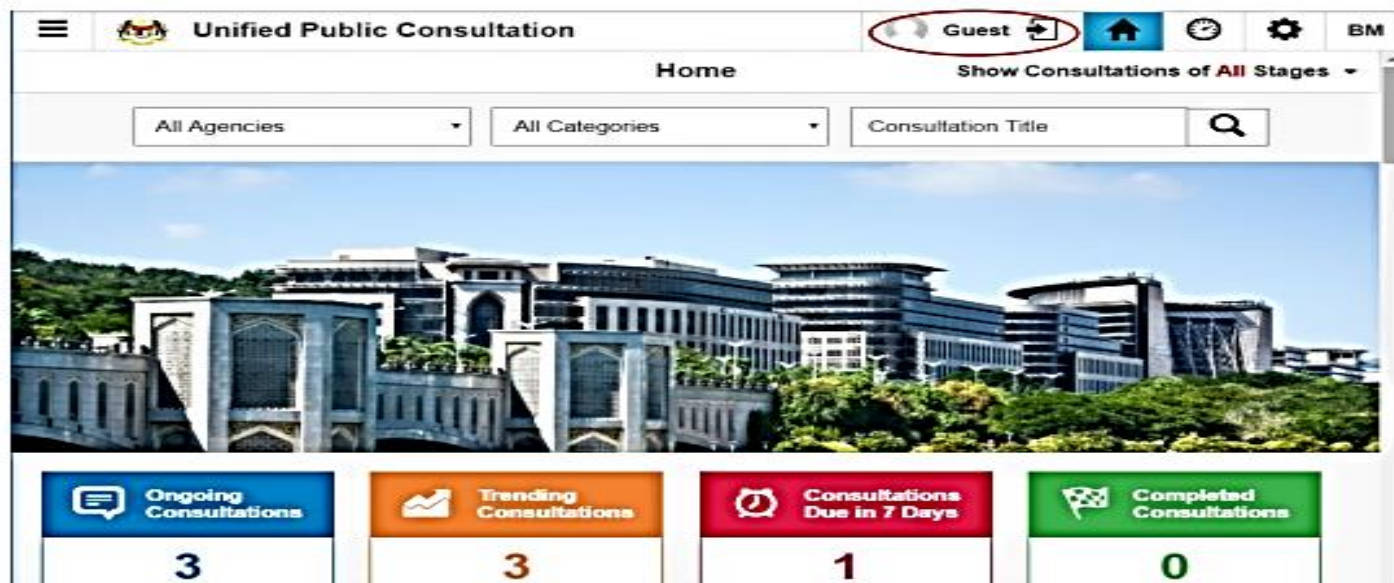 Unified Public Consultation
Guest
BM
Home
Show Consultations of All Stages
All Agencies
All Categories
Consultation Title
Ongoing
Consultations
3
Trending
Consultations
3
Consultations
Due in 7 Days
1
Completed
Consultations
0